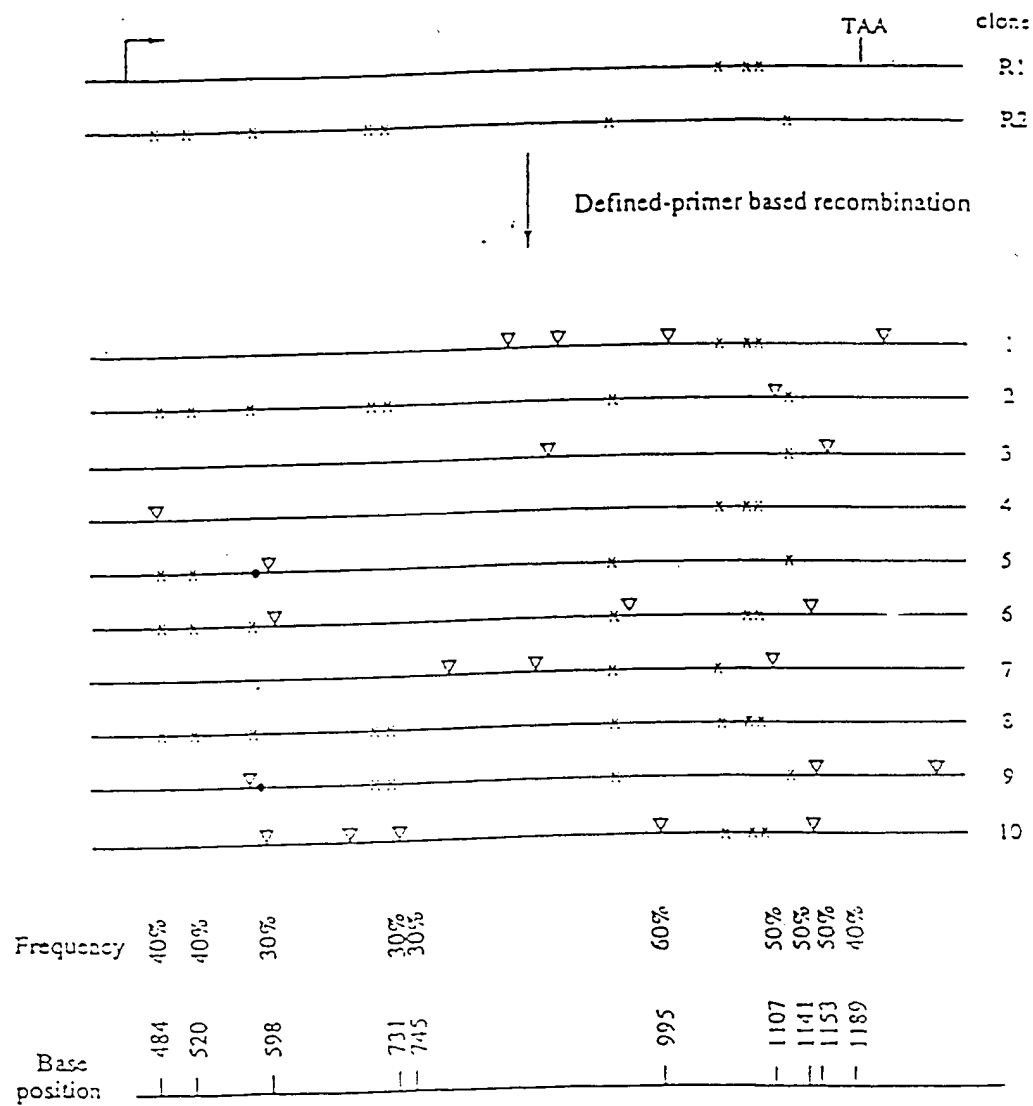 TAA
clone
R1
R2
Defined-primer based recombination
1
2
3
4
5
6
7
8
9
10
Frequency 40% 40% 30% 30% 30% 60% 50% 50% 50% 40%
Base position 484 520 598 731 745 995 1107 1141 1153 1189